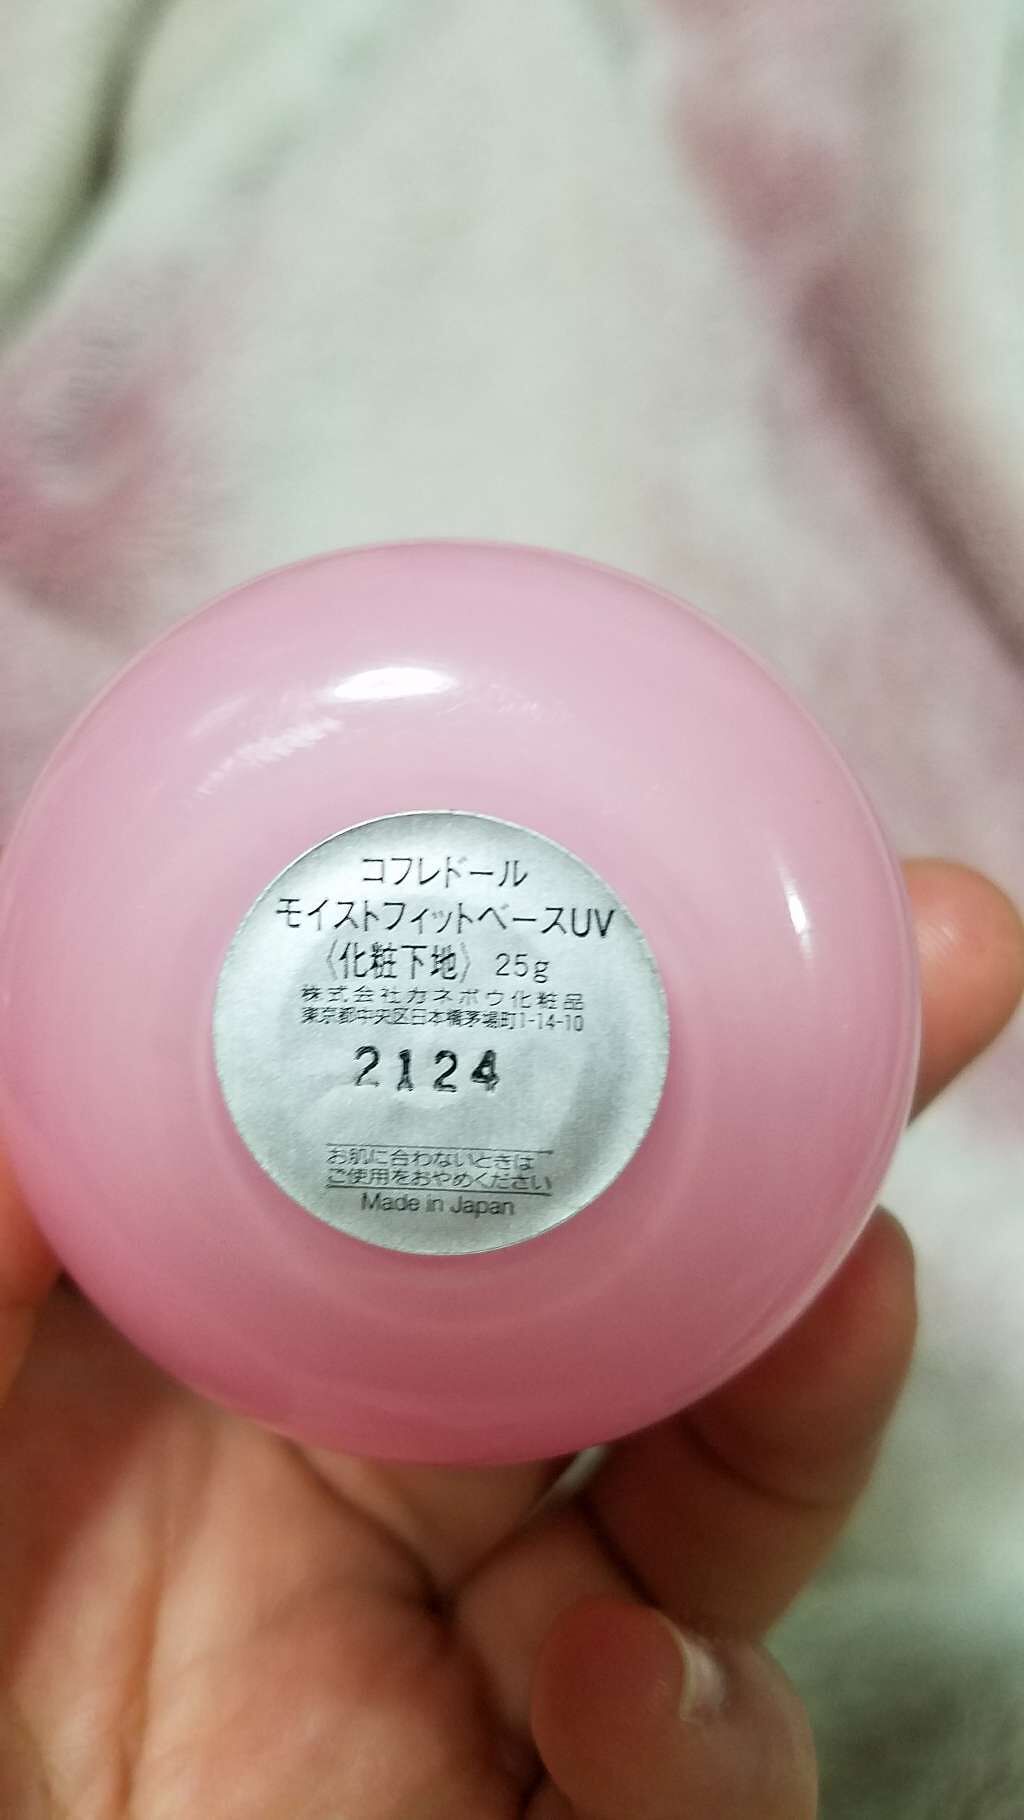 コフレドール
モイストフィットベースUV
〈化粧下地〉 25g
株式会社カネボウ化粧品
東京都中央区日本橋茅場町1-14-10
2124
お肌に合わないときは
ご使用をおやめください
Made in Japan